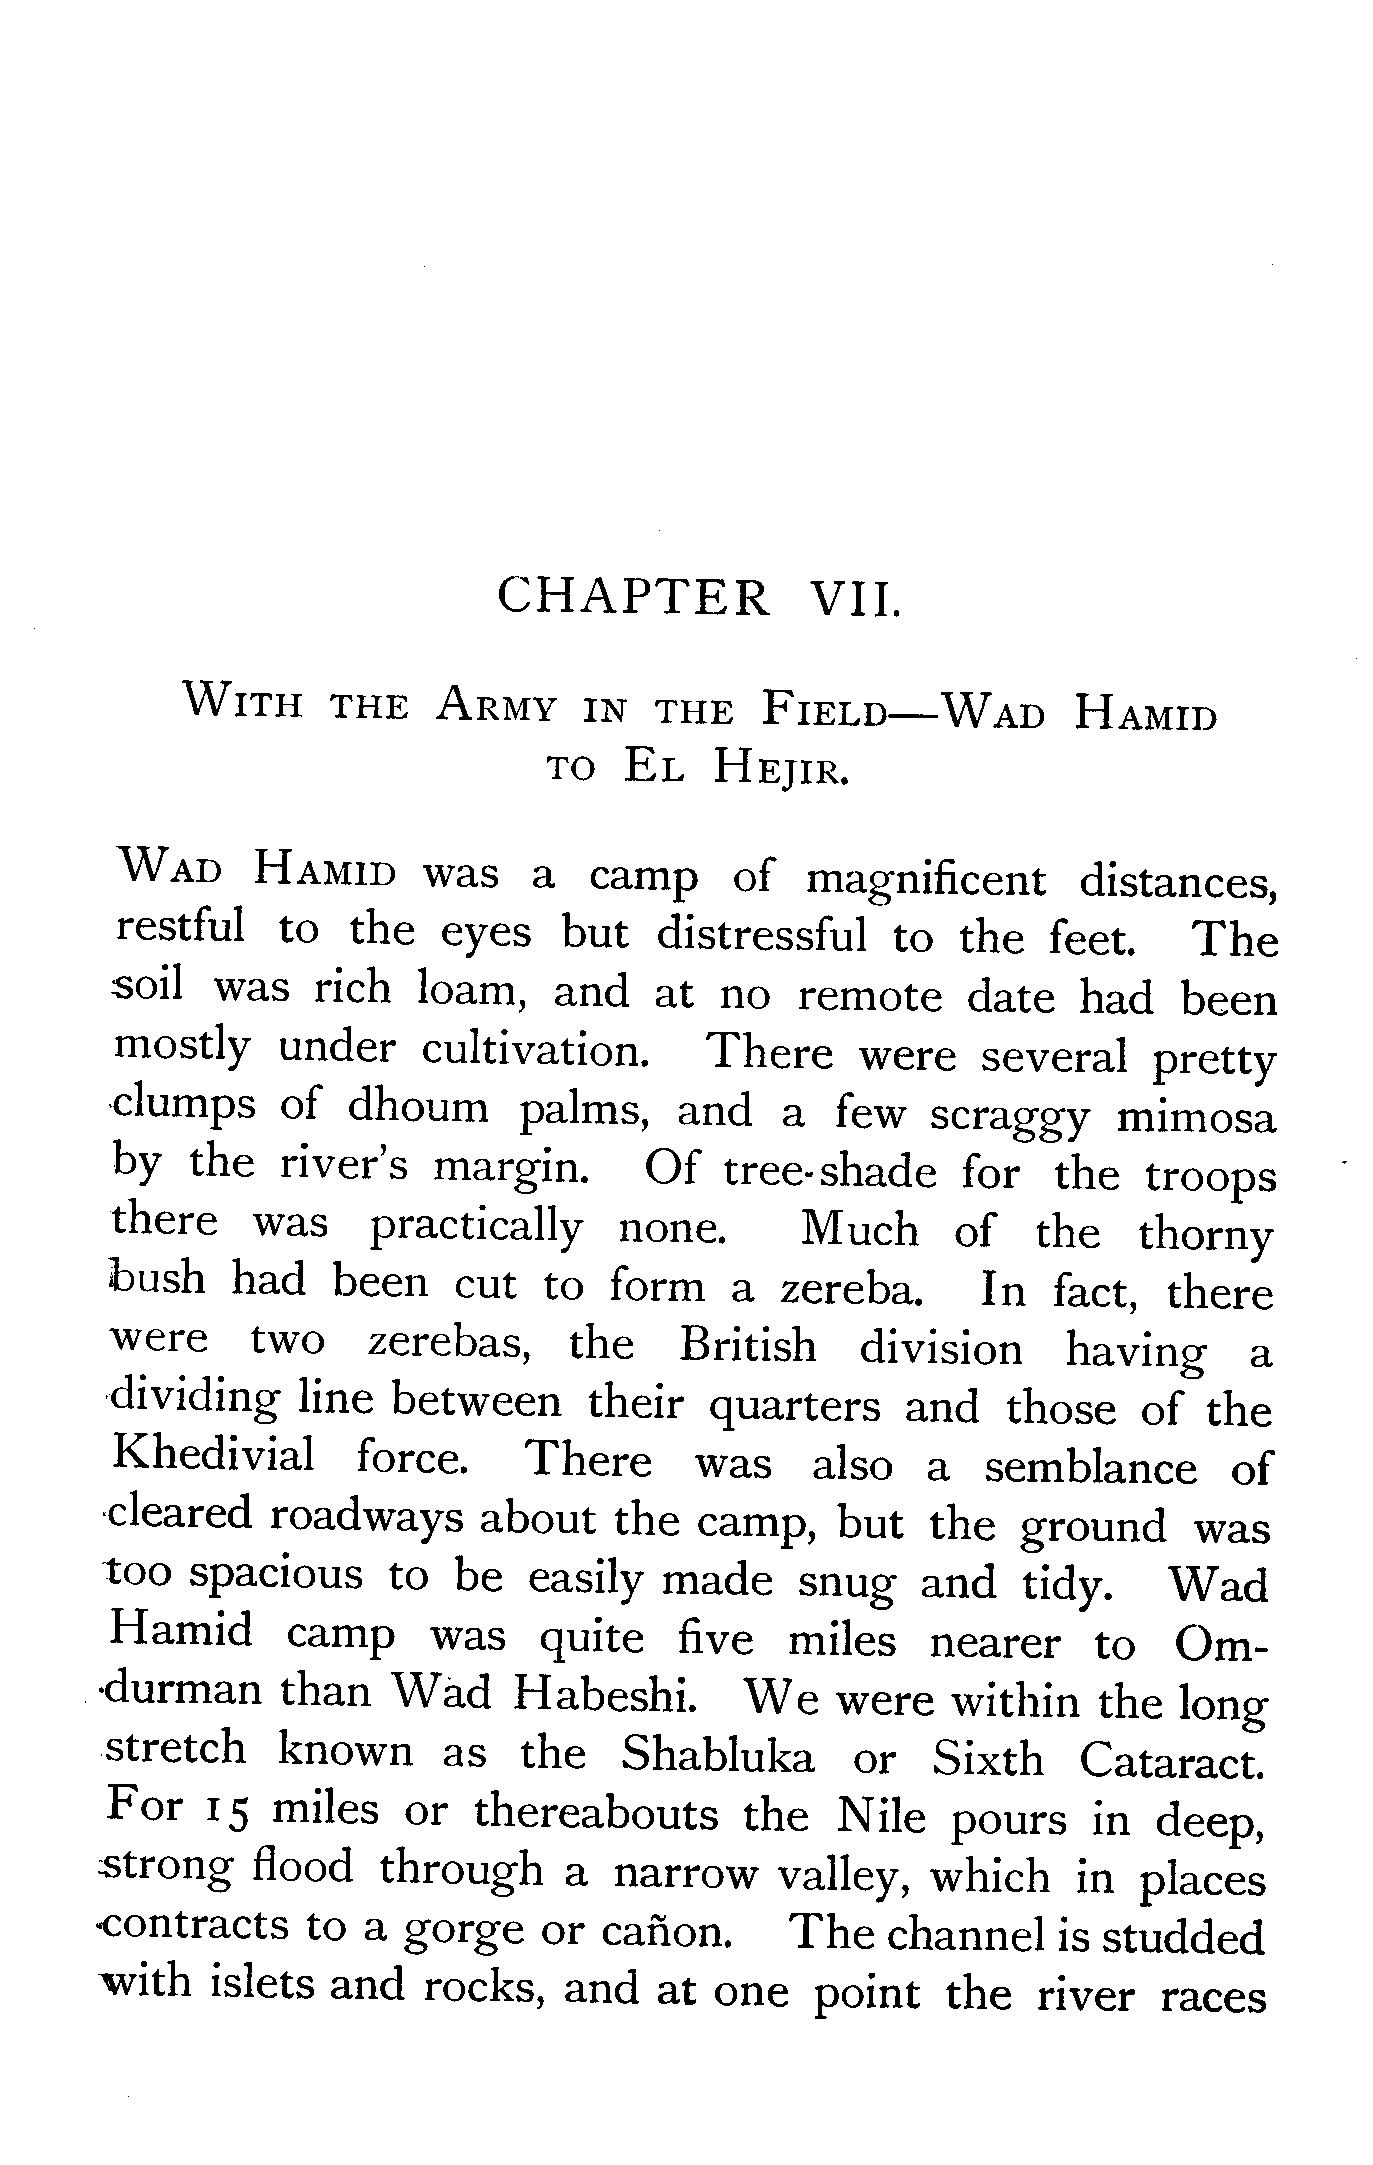 CHAPTER VII.
With the Army in the Field—Wad Hamid
to El Hejir.
Wad Hamid was a camp of magnificent distances,
restful to the eyes but distressful to the feet. The
soil was rich loam, and at no remote date had been
mostly under cultivation. There were several pretty
clumps of dhoum palms, and a few scraggy mimosa
by the river's margin. Of tree-shade for the troops
there was practically none. Much of the thorny
bush had been cut to form a zereba. In fact, there
were two zerebas, the British division having a
dividing line between their quarters and those of the
Khedivial force. There was also a semblance of
cleared roadways about the camp, but the ground was
too spacious to be easily made snug and tidy. Wad
Hamid camp was quite five miles nearer to Om-
durman than Wad Habeshi. We were within the long
stretch known as the Shabluka or Sixth Cataract.
For 15 miles or thereabouts the Nile pours in deep,
strong flood through a narrow valley, which in places
contracts to a gorge or cañon. The channel is studded
with islets and rocks, and at one point the river races